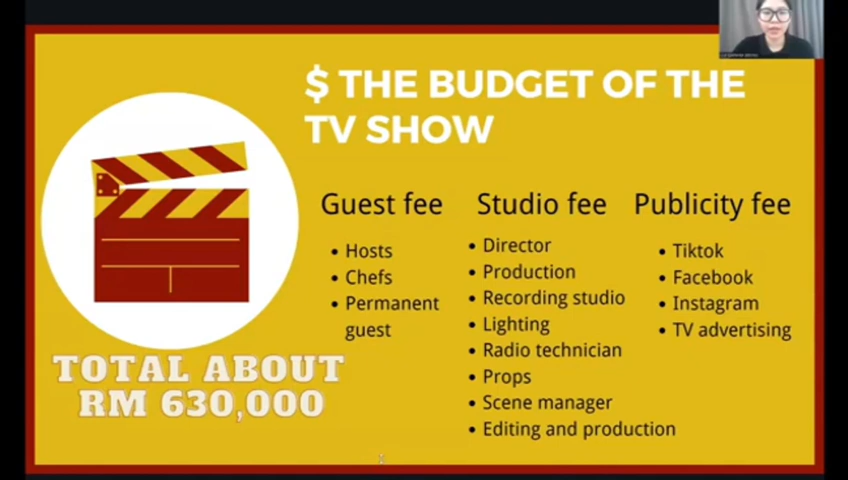 $ THE BUDGET OF THE
TV SHOW
Guest fee
• Hosts
• Chefs
• Permanent
guest
Studio fee
• Director
• Production
• Recording studio
• Lighting
• Radio technician
• Props
• Scene manager
• Editing and production
Publicity fee
• Tiktok
• Facebook
• Instagram
• TV advertising
TOTAL ABOUT
RM 630,000